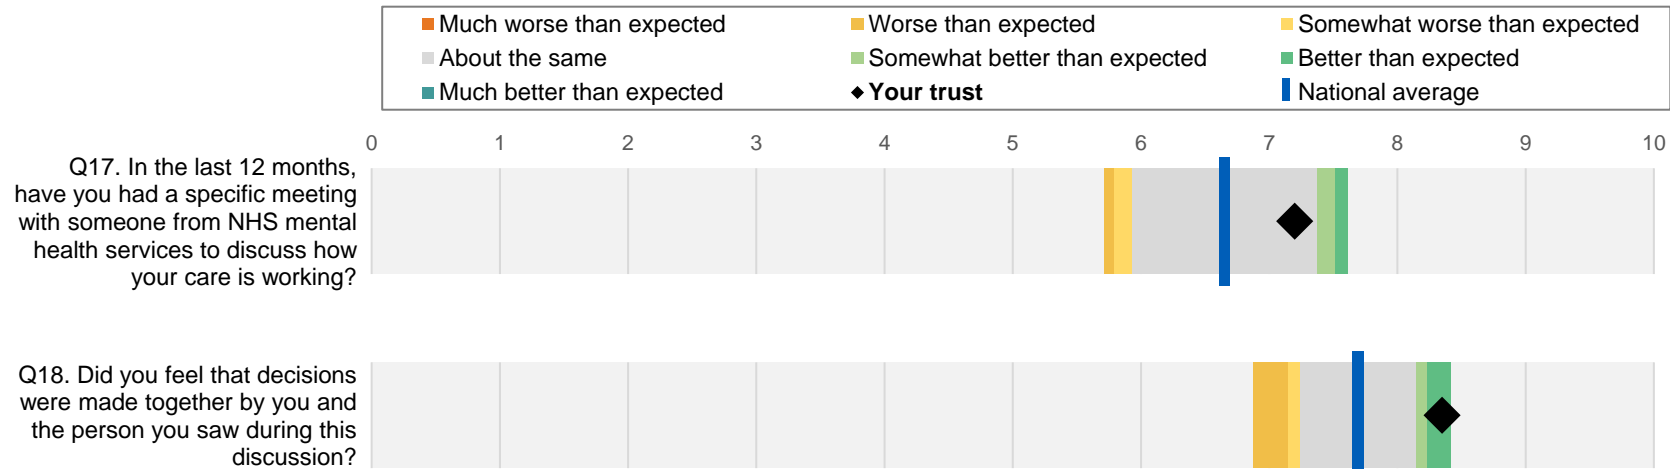 Much worse than expected
Worse than expected
Somewhat worse than expected
About the same
Somewhat better than expected
Better than expected
Much better than expected
Your trust
National average
0 1 2 3 4 5 6 7 8 9 10
Q17. In the last 12 months,
have you had a specific meeting
with someone from NHS mental
health services to discuss how
your care is working?
Q18. Did you feel that decisions
were made together by you and
the person you saw during this
discussion?